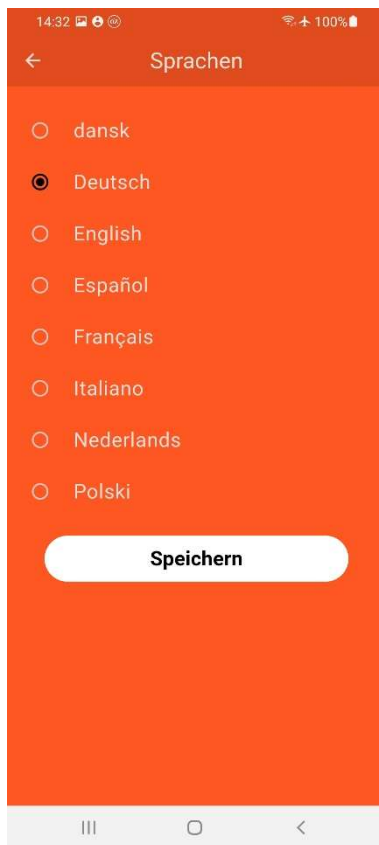 14:32 100%
Sprachen
dansk
Deutsch
English
Español
Français
Italiano
Nederlands
Polski
Speichern